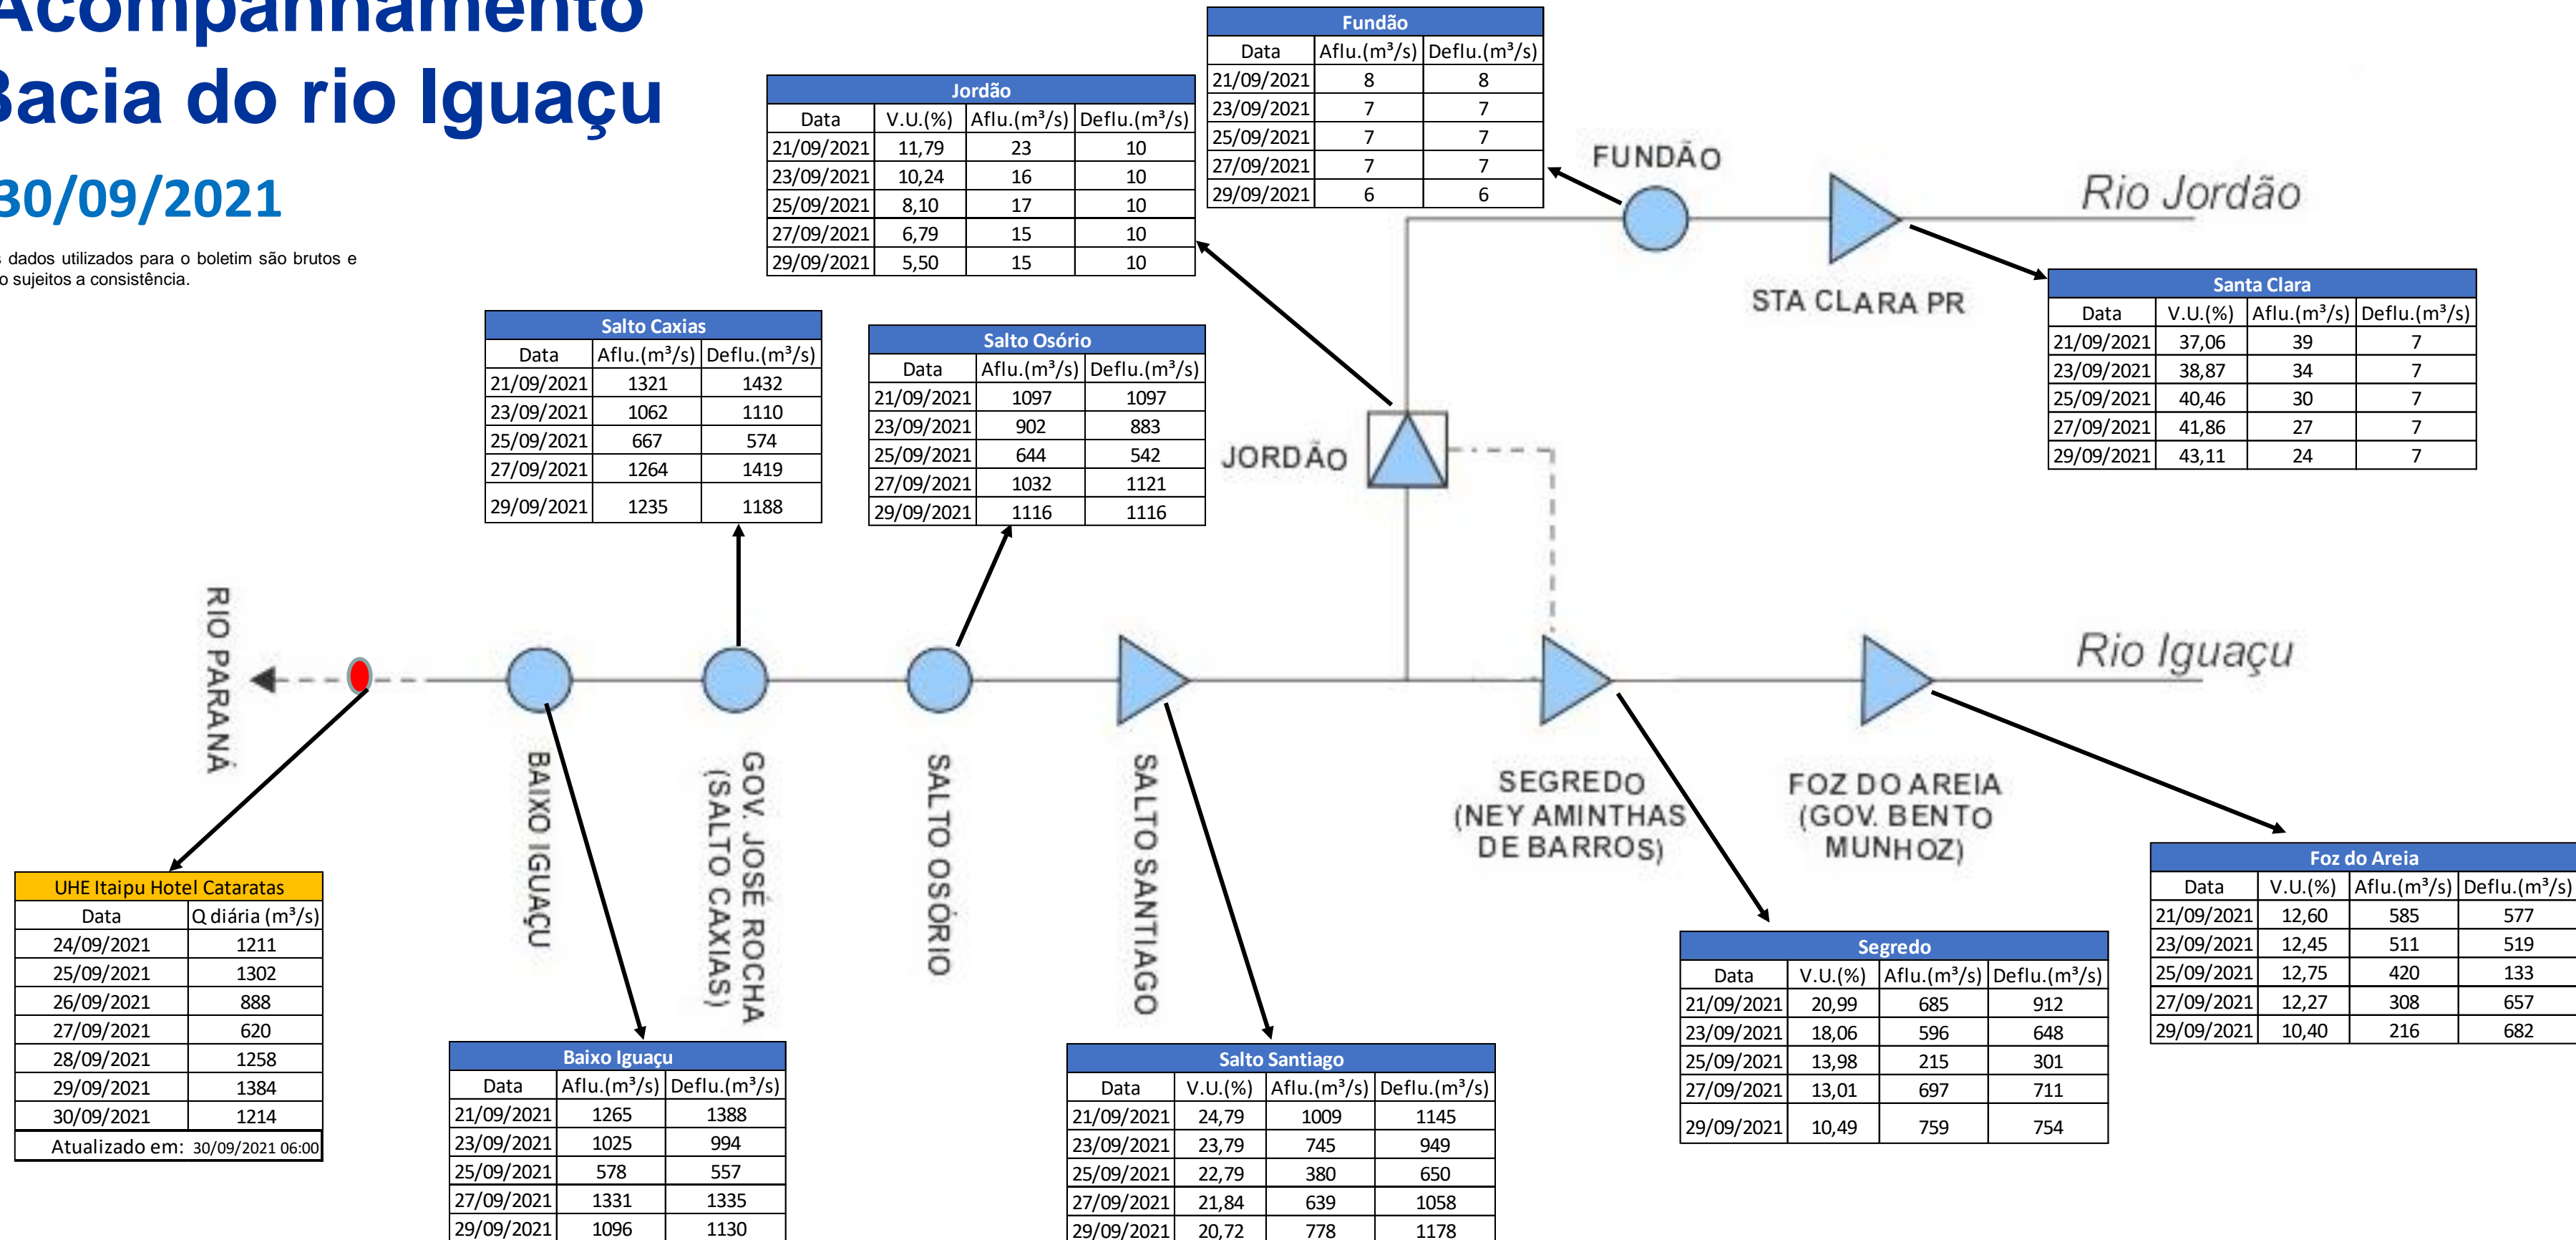 Acompanhamento
Bacia do rio Iguaçu
30/09/2021
dados utilizados para o boletim são brutos e
sujeitos a consistência.
Fundão
Data Aflu.(m³/s) Deflu.(m³/s)
21/09/2021 8 8
23/09/2021 7 7
25/09/2021 7 7
27/09/2021 7 7
29/09/2021 6 6
Jordão
Data V.U.(%) Aflu.(m³/s) Deflu.(m³/s)
21/09/2021 11,79 23 10
23/09/2021 10,24 16 10
25/09/2021 8,10 17 10
27/09/2021 6,79 15 10
29/09/2021 5,50 15 10
FUNDÃO
Rio Jordão
STA CLARA PR
Santa Clara
Data V.U.(%) Aflu.(m³/s) Deflu.(m³/s)
21/09/2021 37,06 39 7
23/09/2021 38,87 34 7
25/09/2021 40,46 30 7
27/09/2021 41,86 27 7
29/09/2021 43,11 24 7
Salto Caxias
Data Aflu.(m³/s) Deflu.(m³/s)
21/09/2021 1321 1432
23/09/2021 1062 1110
25/09/2021 667 574
27/09/2021 1264 1419
29/09/2021 1235 1188
Salto Osório
Data Aflu.(m³/s) Deflu.(m³/s)
21/09/2021 1097 1097
23/09/2021 902 883
25/09/2021 644 542
27/09/2021 1032 1121
29/09/2021 1116 1116
JORDÃO
RIO PARANÁ
Rio Iguaçu
BAIXO IGUAÇU
GOV. JOSÉ ROCHA
(SALTO CAXIAS)
SALTO OSÓRIO
SALTO SANTIAGO
SEGREDO
(NEY AMINTHAS
DE BARROS)
FOZ DO AREIA
(GOV. BENTO
MUNHOZ)
UHE Itaipu Hotel Cataratas
Data Q diária (m³/s)
24/09/2021 1211
25/09/2021 1302
26/09/2021 888
27/09/2021 620
28/09/2021 1258
29/09/2021 1384
30/09/2021 1214
Atualizado em: 30/09/2021 06:00
Baixo Iguaçu
Data Aflu.(m³/s) Deflu.(m³/s)
21/09/2021 1265 1388
23/09/2021 1025 994
25/09/2021 578 557
27/09/2021 1331 1335
29/09/2021 1096 1130
Salto Santiago
Data V.U.(%) Aflu.(m³/s) Deflu.(m³/s)
21/09/2021 24,79 1009 1145
23/09/2021 23,79 745 949
25/09/2021 22,79 380 650
27/09/2021 21,84 639 1058
29/09/2021 20,72 778 1178
Segredo
Data V.U.(%) Aflu.(m³/s) Deflu.(m³/s)
21/09/2021 20,99 685 912
23/09/2021 18,06 596 648
25/09/2021 13,98 215 301
27/09/2021 13,01 697 711
29/09/2021 10,49 759 754
Foz do Areia
Data V.U.(%) Aflu.(m³/s) Deflu.(m³/s)
21/09/2021 12,60 585 577
23/09/2021 12,45 511 519
25/09/2021 12,75 420 133
27/09/2021 12,27 308 657
29/09/2021 10,40 216 682